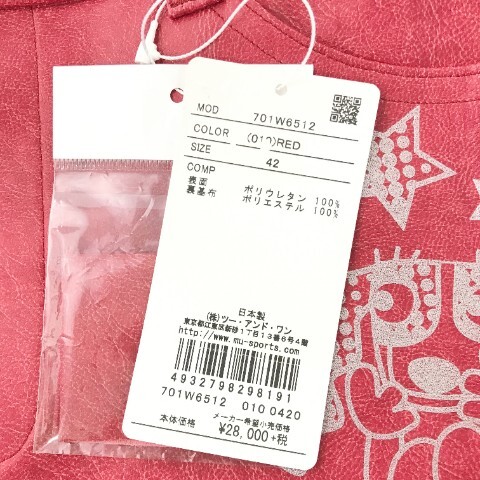 MOD 701W6512
COLOR (010)RED
SIZE 42
COMP
表面 ポリウレタン 100%
裏基布 ポリエステル 100%
日本製
(株)ツー・アンド・ワン
東京都江東区新砂1丁目13番6号4階
http://www.mu-sports.com
4932798298191
701W6512 010 0420
本体価格 メーカー希望小売価格
¥28,000+税